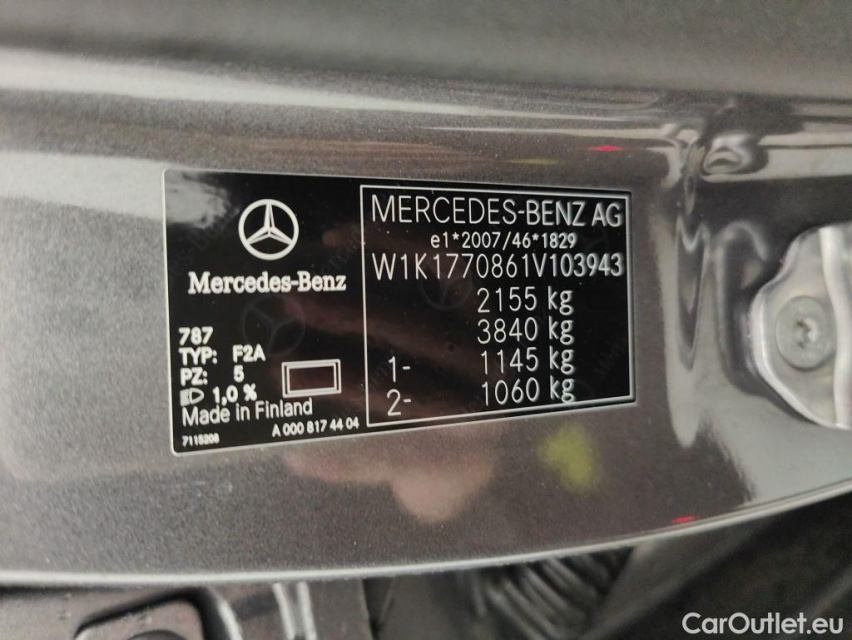 Mercedes-Benz
787
TYP: F2A
PZ: 5
1,0 %
Made in Finland
7118208
A 000 817 44 04
MERCEDES-BENZ AG
e1*2007/46*1829
W1K1770861V103943
2155 kg
3840 kg
1- 1145 kg
2- 1060 kg
CarOutlet.eu